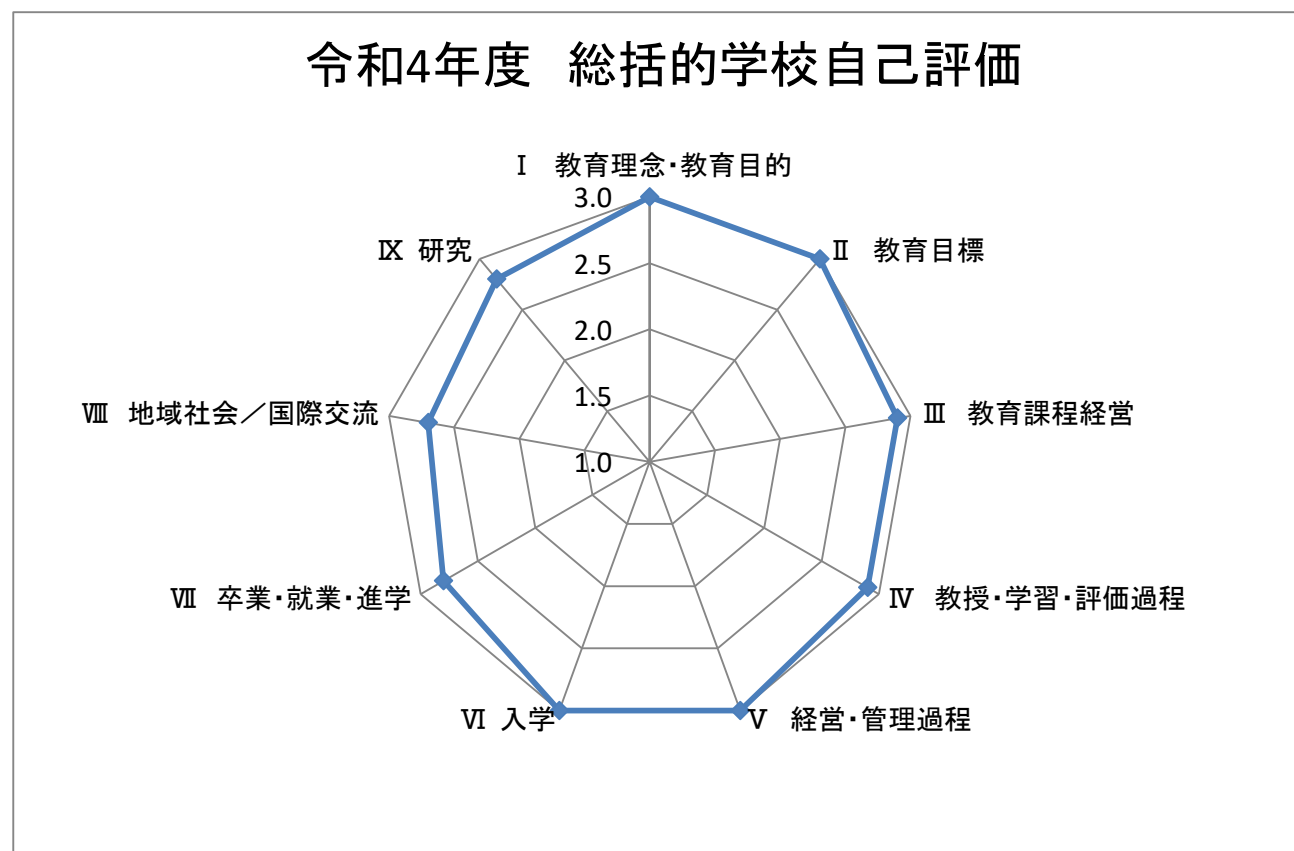 令和4年度　総括的学校自己評価
Ⅰ　教育理念・教育目的
3.0
Ⅸ 研究
Ⅱ　教育目標
2.5
2.0
1.5
Ⅷ 地域社会／国際交流
Ⅲ　教育課程経営
1.0
Ⅶ 卒業・就業・進学
Ⅳ　教授・学習・評価過程
Ⅵ 入学
Ⅴ　経営・管理過程